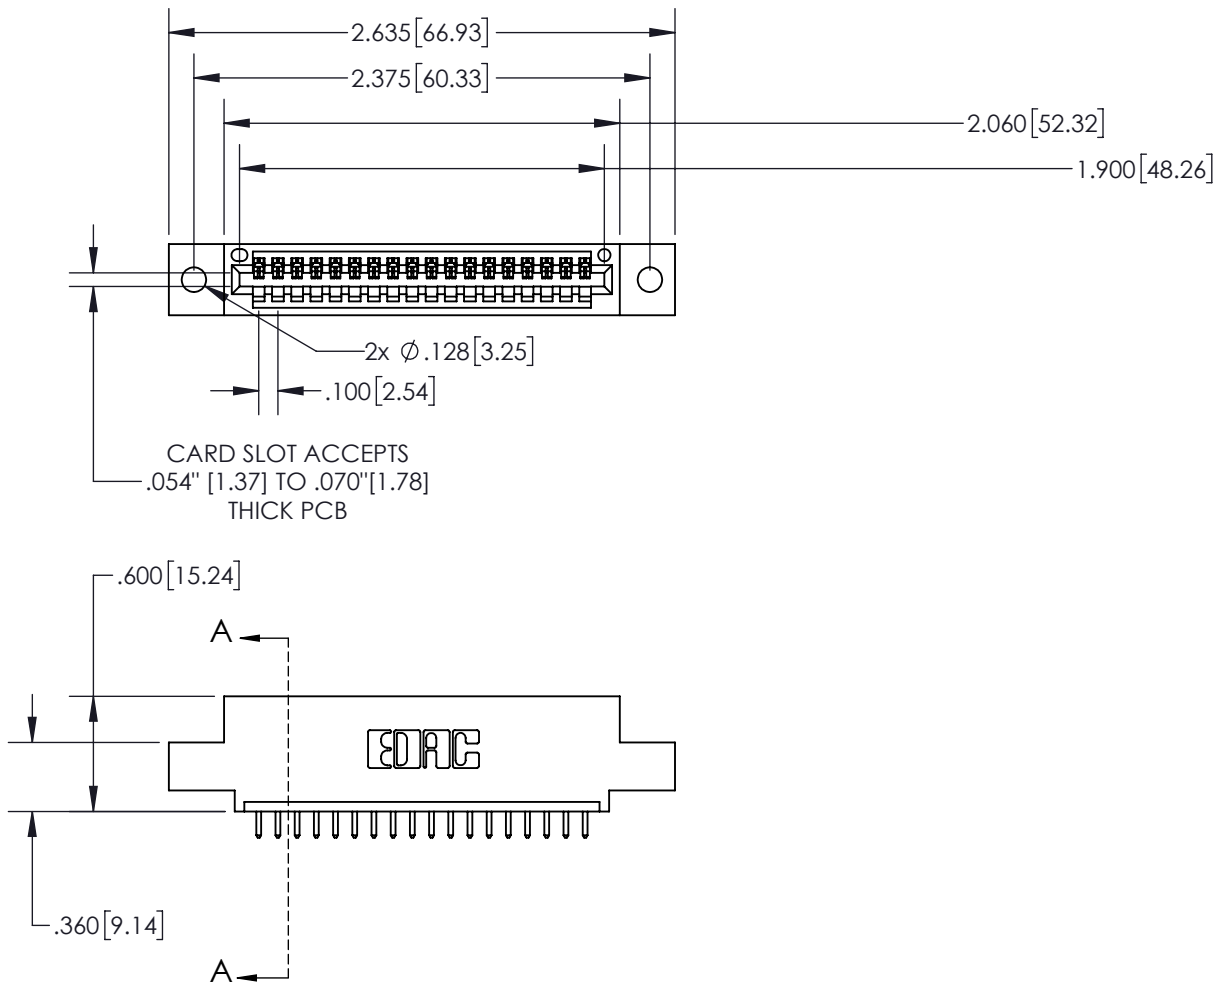 2.635[66.93]
2.375[60.33]
2.060[52.32]
1.900[48.26]
2x ∅.128[3.25]
.100[2.54]
CARD SLOT ACCEPTS
.054" [1.37] TO .070"[1.78]
THICK PCB
.600[15.24]
A
EDAC
.360[9.14]
A